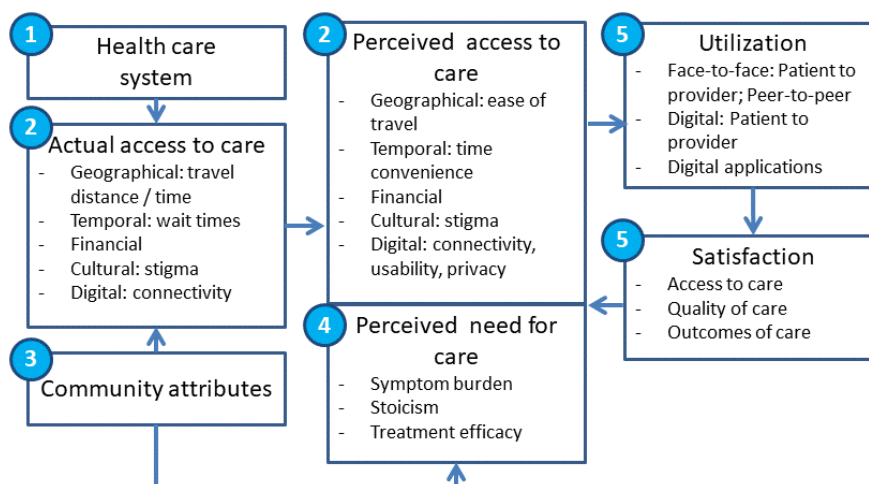 1
Health care
system
2
Actual access to care
- Geographical: travel
distance / time
- Temporal: wait times
- Financial
- Cultural: stigma
- Digital: connectivity
3
Community attributes
2
Perceived access to
care
- Geographical: ease of
travel
- Temporal: time
convenience
- Financial
- Cultural: stigma
- Digital: connectivity,
usability, privacy
4
Perceived need for
care
- Symptom burden
- Stoicism
- Treatment efficacy
5
Utilization
- Face-to-face: Patient to
provider; Peer-to-peer
- Digital: Patient to
provider
- Digital applications
5
Satisfaction
- Access to care
- Quality of care
- Outcomes of care